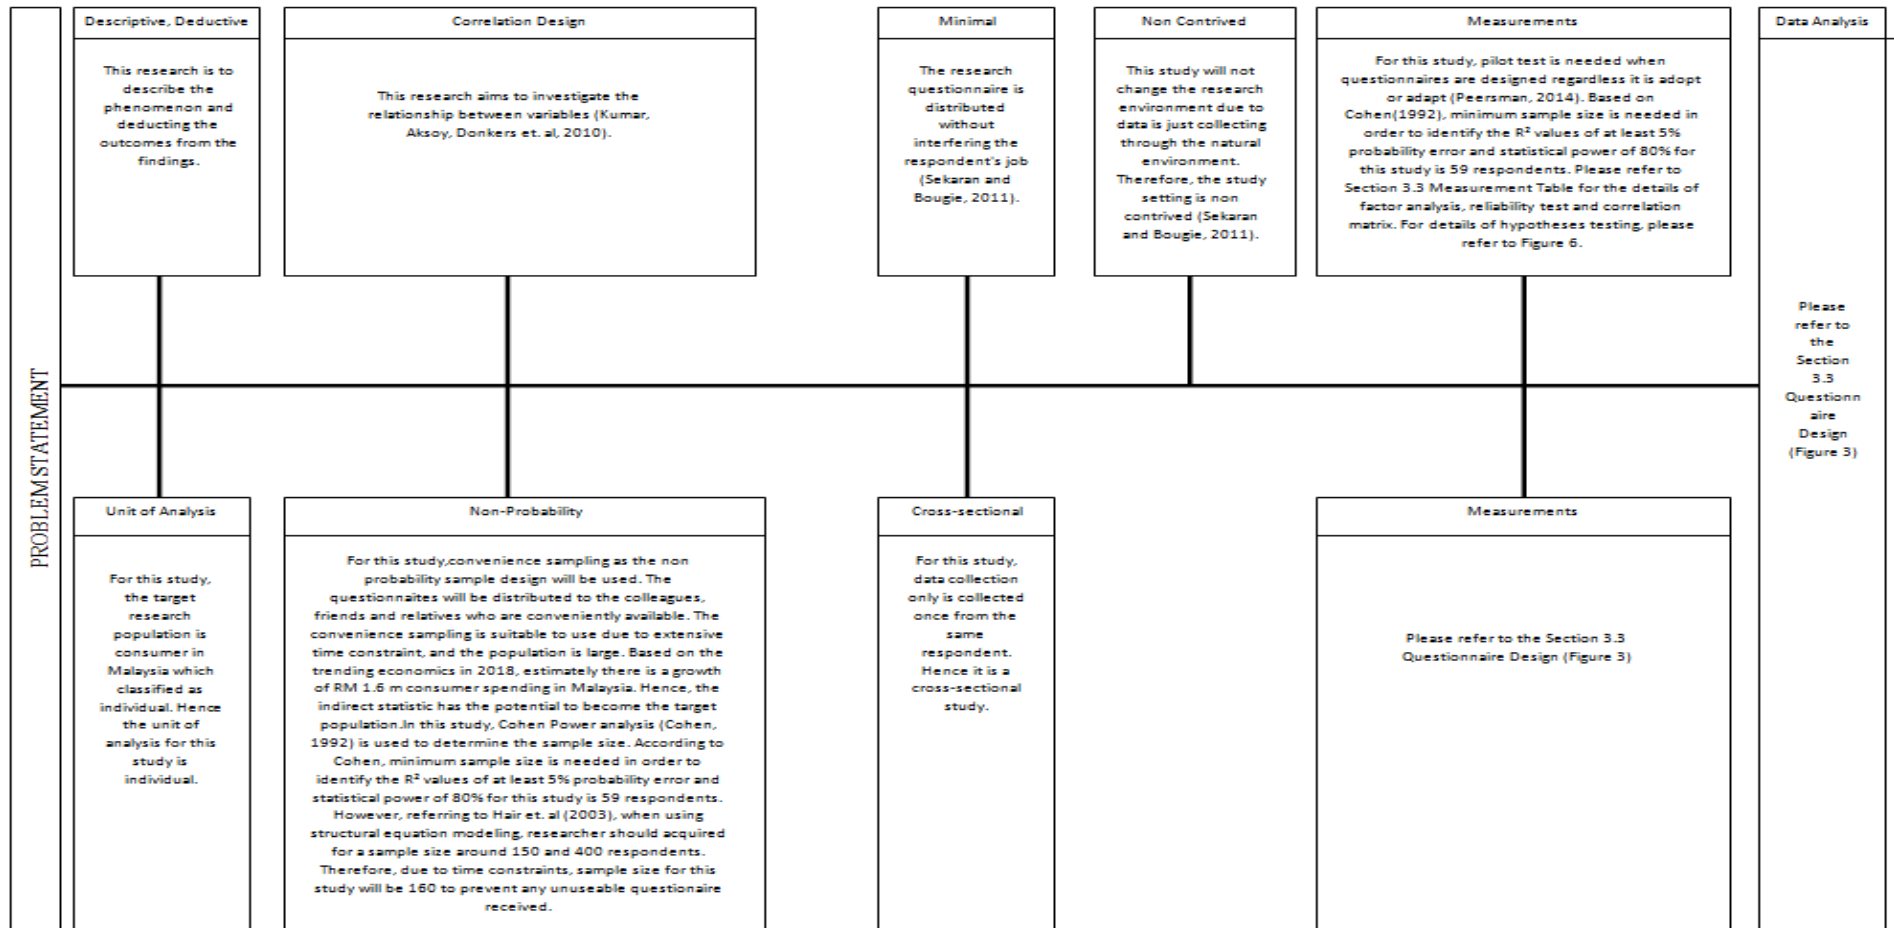 PROBLEM STATEMENT
Descriptive, Deductive
This research is to
describe the
phenomenon and
deducting the
outcomes from the
findings.
Correlation Design
This research aims to investigate the
relationship between variables (Kumar,
Aksoy, Donkers et. al, 2010).
Minimal
The research
questionnaire is
distributed
without
interfering the
respondent's job
(Sekaran and
Bougie, 2011).
Non Contrived
This study will not
change the research
environment due to
data is just collecting
through the natural
environment.
Therefore, the study
setting is non
contrived (Sekaran
and Bougie, 2011).
Measurements
For this study, pilot test is needed when
questionnaires are designed regardless it is adopt
or adapt (Peersman, 2014). Based on
Cohen(1992), minimum sample size is needed in
order to identify the R² values of at least 5%
probability error and statistical power of 80% for
this study is 59 respondents. Please refer to
Section 3.3 Measurement Table for the details of
factor analysis, reliability test and correlation
matrix. For details of hypotheses testing, please
refer to Figure 6.
Data Analysis
Please
refer to
the
Section
3.3
Questionn
aire
Design
(Figure 3)
Unit of Analysis
For this study,
the target
research
population is
consumer in
Malaysia which
classified as
individual. Hence
the unit of
analysis for this
study is
individual.
Non-Probability
For this study,convenience sampling as the non
probability sample design will be used. The
questionnaites will be distributed to the colleagues,
friends and relatives who are conveniently available. The
convenience sampling is suitable to use due to extensive
time constraint, and the population is large. Based on the
trending economics in 2018, estimately there is a growth
of RM 1.6 m consumer spending in Malaysia. Hence, the
indirect statistic has the potential to become the target
population.In this study, Cohen Power analysis (Cohen,
1992) is used to determine the sample size. According to
Cohen, minimum sample size is needed in order to
identify the R² values of at least 5% probability error and
statistical power of 80% for this study is 59 respondents.
However, referring to Hair et. al (2003), when using
structural equation modeling, researcher should acquired
for a sample size around 150 and 400 respondents.
Therefore, due to time constraints, sample size for this
study will be 160 to prevent any unuseable questionaire
received.
Cross-sectional
For this study,
data collection
only is collected
once from the
same
respondent.
Hence it is a
cross-sectional
study.
Measurements
Please refer to the Section 3.3
Questionnaire Design (Figure 3)